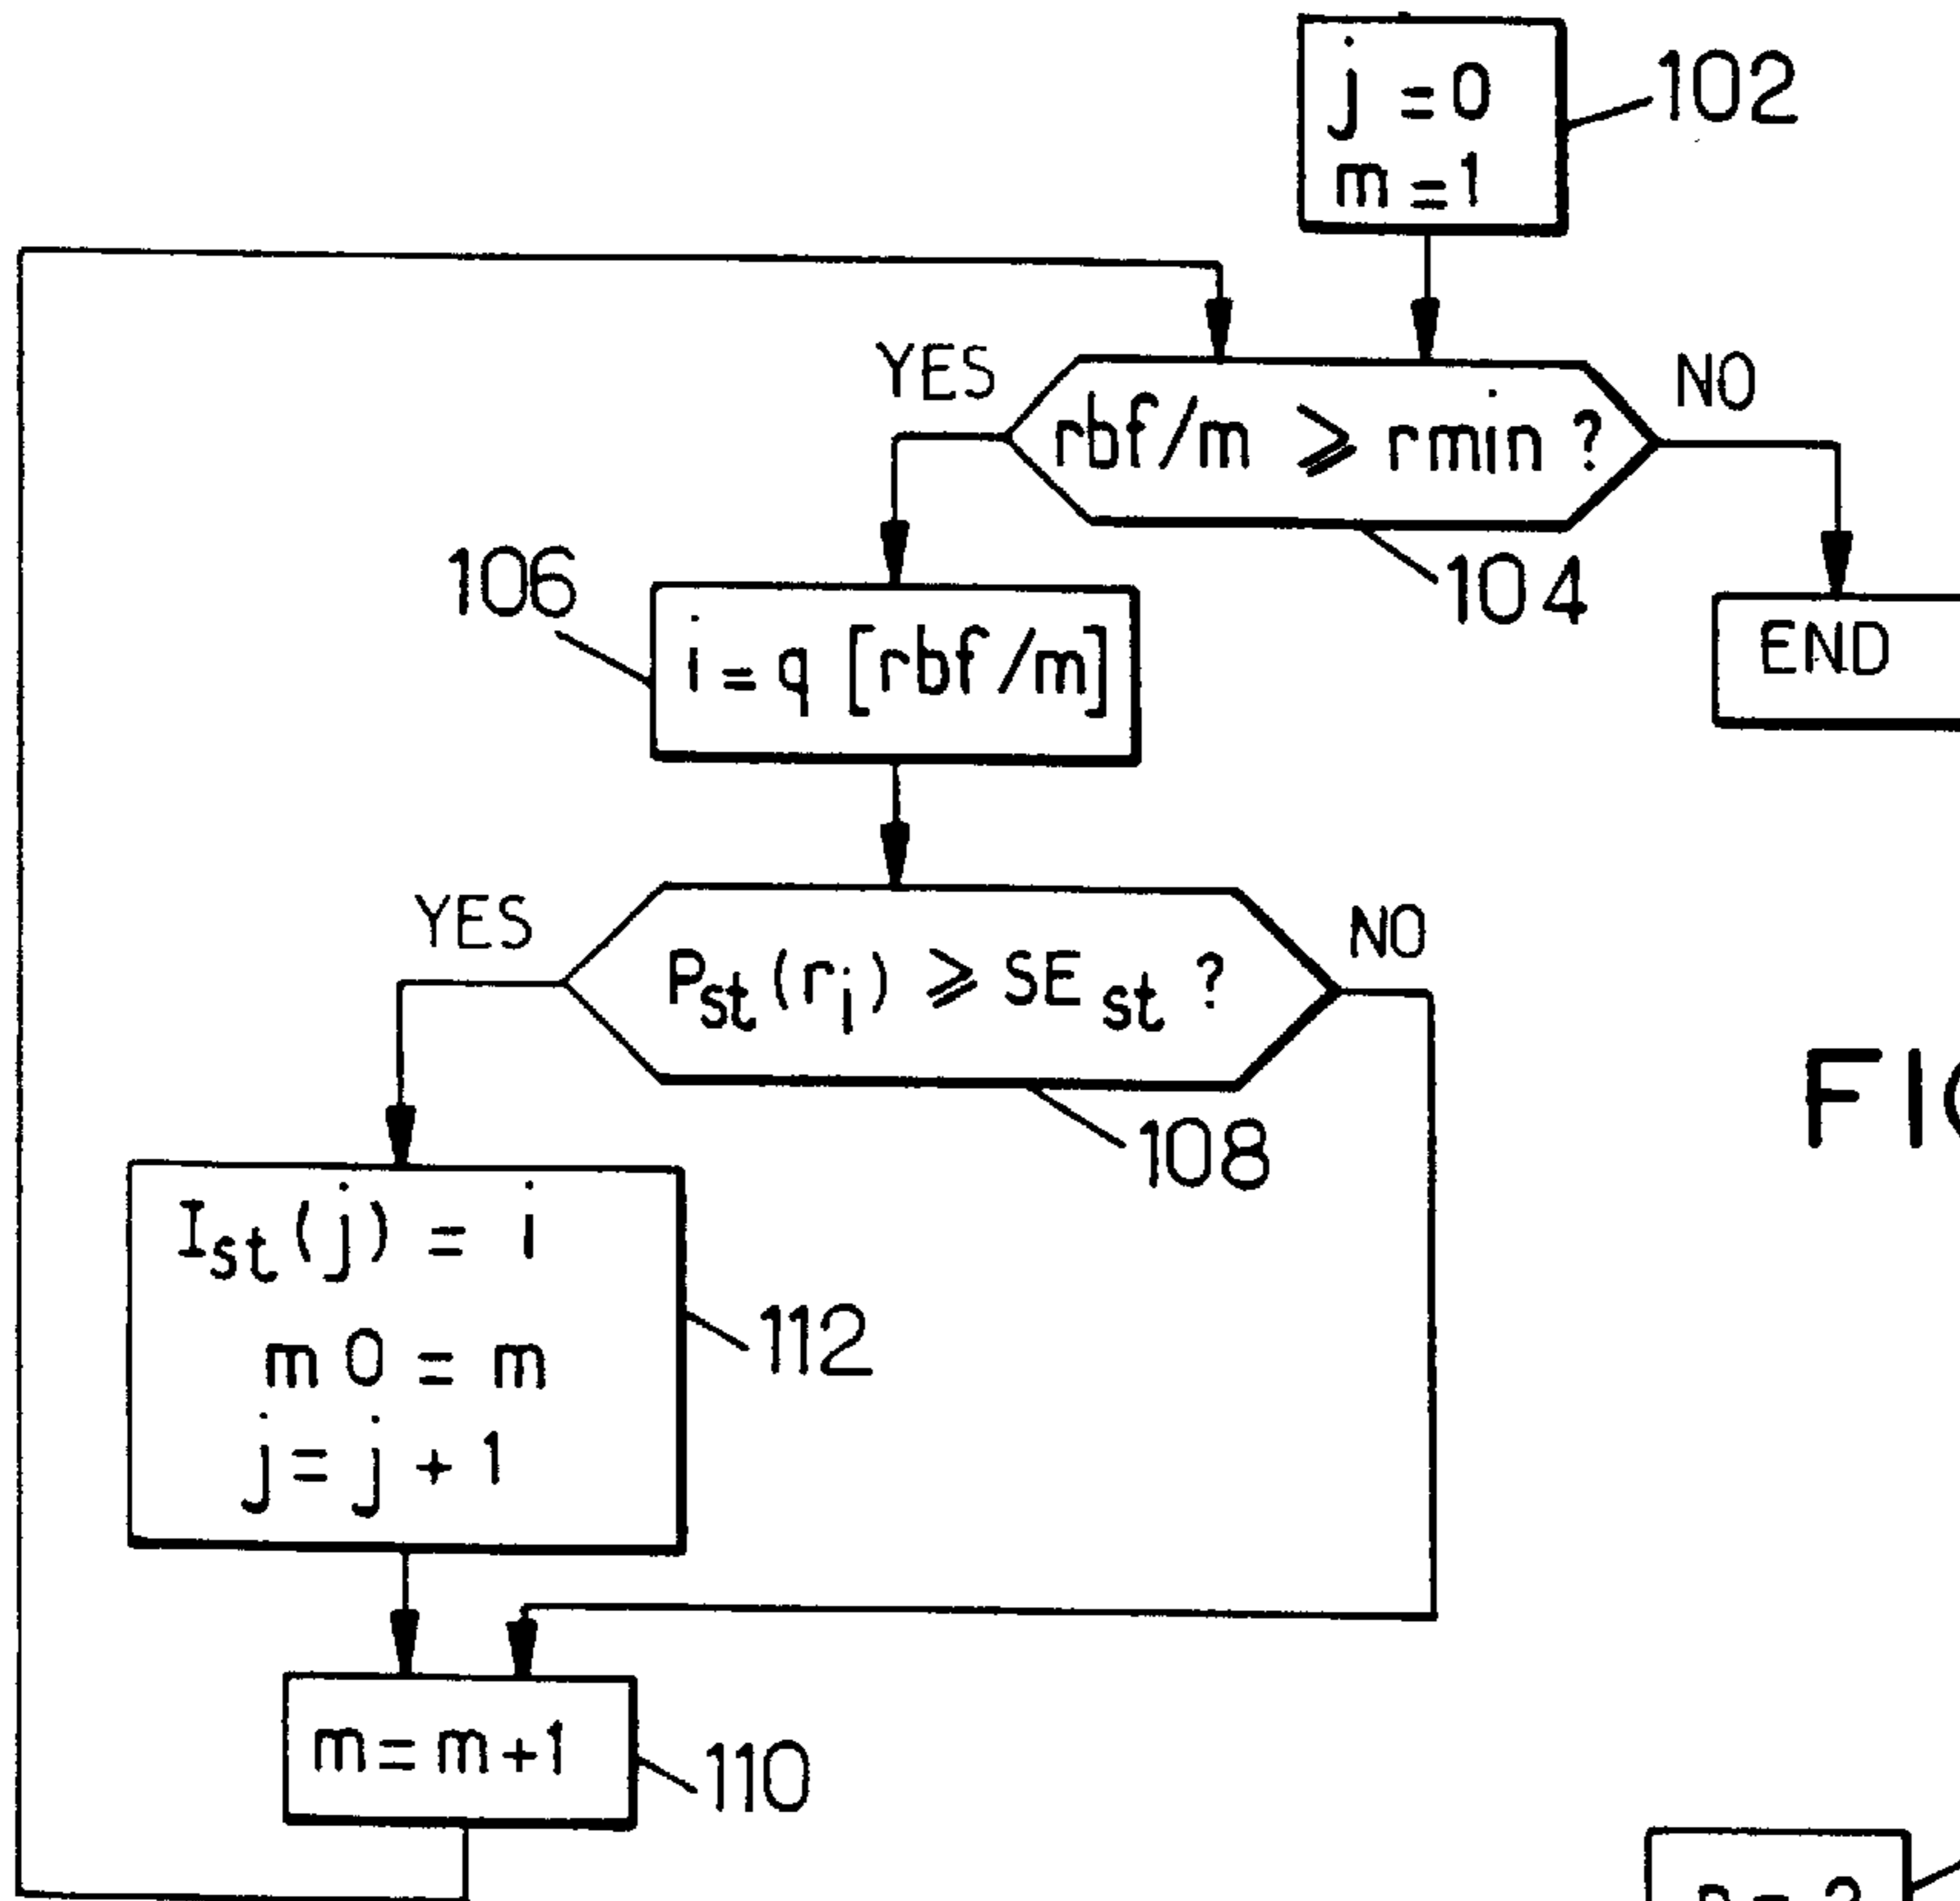 j = 0
m = 1
102
YES
rbf/m ⩾ rmin ?
NO
104
106
i = q [rbf/m]
END
YES
P_st (r_i) ⩾ SE_st ?
NO
108
I_st (j) = i
m 0 = m
j = j + 1
112
m = m + 1
110